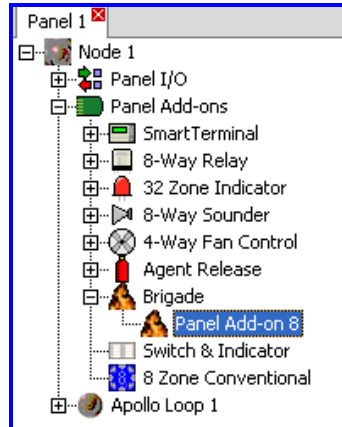 Panel 1
Node 1
Panel I/O
Panel Add-ons
SmartTerminal
8-Way Relay
32 Zone Indicator
8-Way Sounder
4-Way Fan Control
Agent Release
Brigade
Panel Add-on 8
Switch & Indicator
8 8 Zone Conventional
Apollo Loop 1